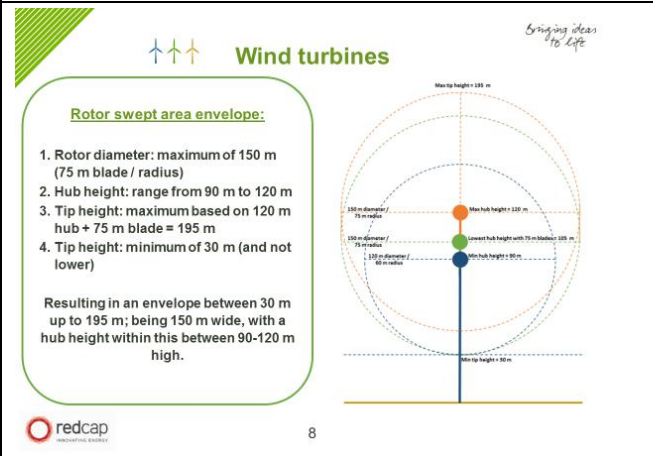 Bringing ideas
to life
Wind turbines
Rotor swept area envelope:
1. Rotor diameter: maximum of 150 m
(75 m blade / radius)
2. Hub height: range from 90 m to 120 m
3. Tip height: maximum based on 120 m
hub + 75 m blade = 195 m
4. Tip height: minimum of 30 m (and not
lower)
Resulting in an envelope between 30 m
up to 195 m; being 150 m wide, with a
hub height within this between 90-120 m
high.
Max tip height = 195 m
150 m diameter /
75 m radius
Max hub height = 120 m
150 m diameter /
75 m radius
Lowest hub height with 75 m blades = 105 m
120 m diameter /
60 m radius
Min hub height = 90 m
Min tip height = 30 m
redcap
INNOVATING ENERGY
8